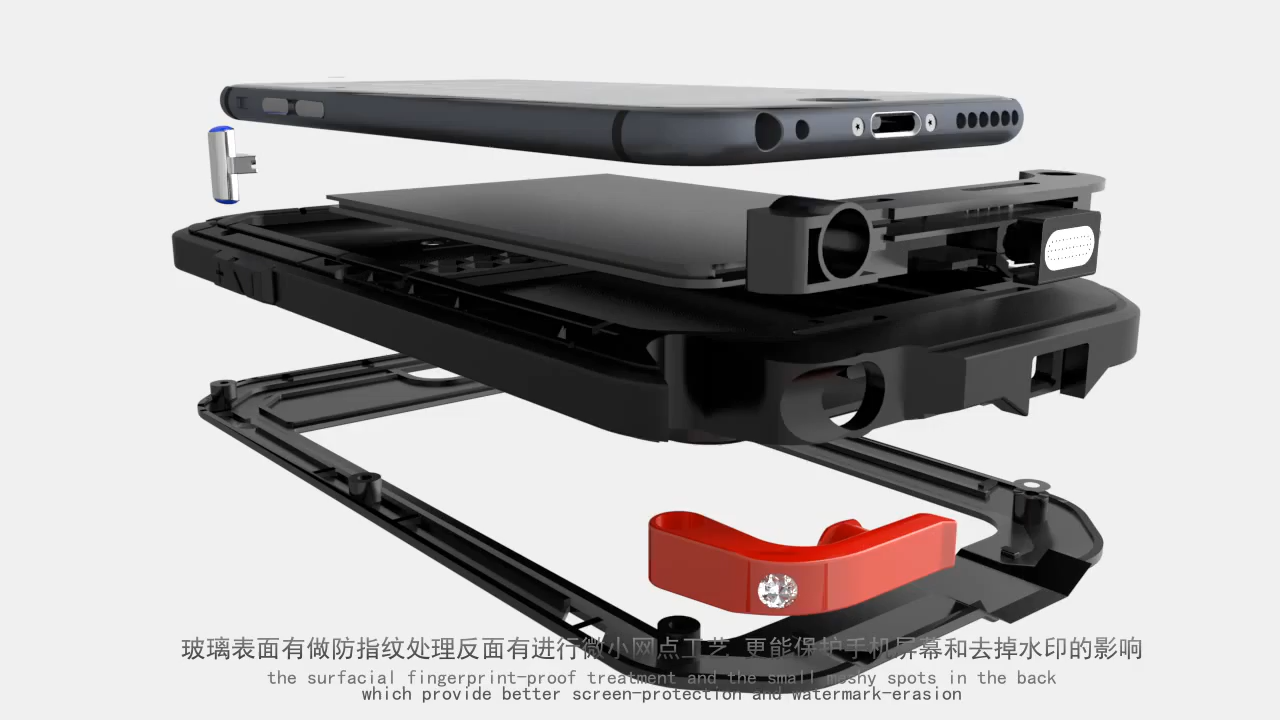 玻璃表面有做防指纹处理反面有进行微小网点工艺 更能保护手机屏幕和去掉水印的影响
the surfacial fingerprint-proof treatment and the small meshy spots in the back
which provide better screen-protection and watermark-erasion